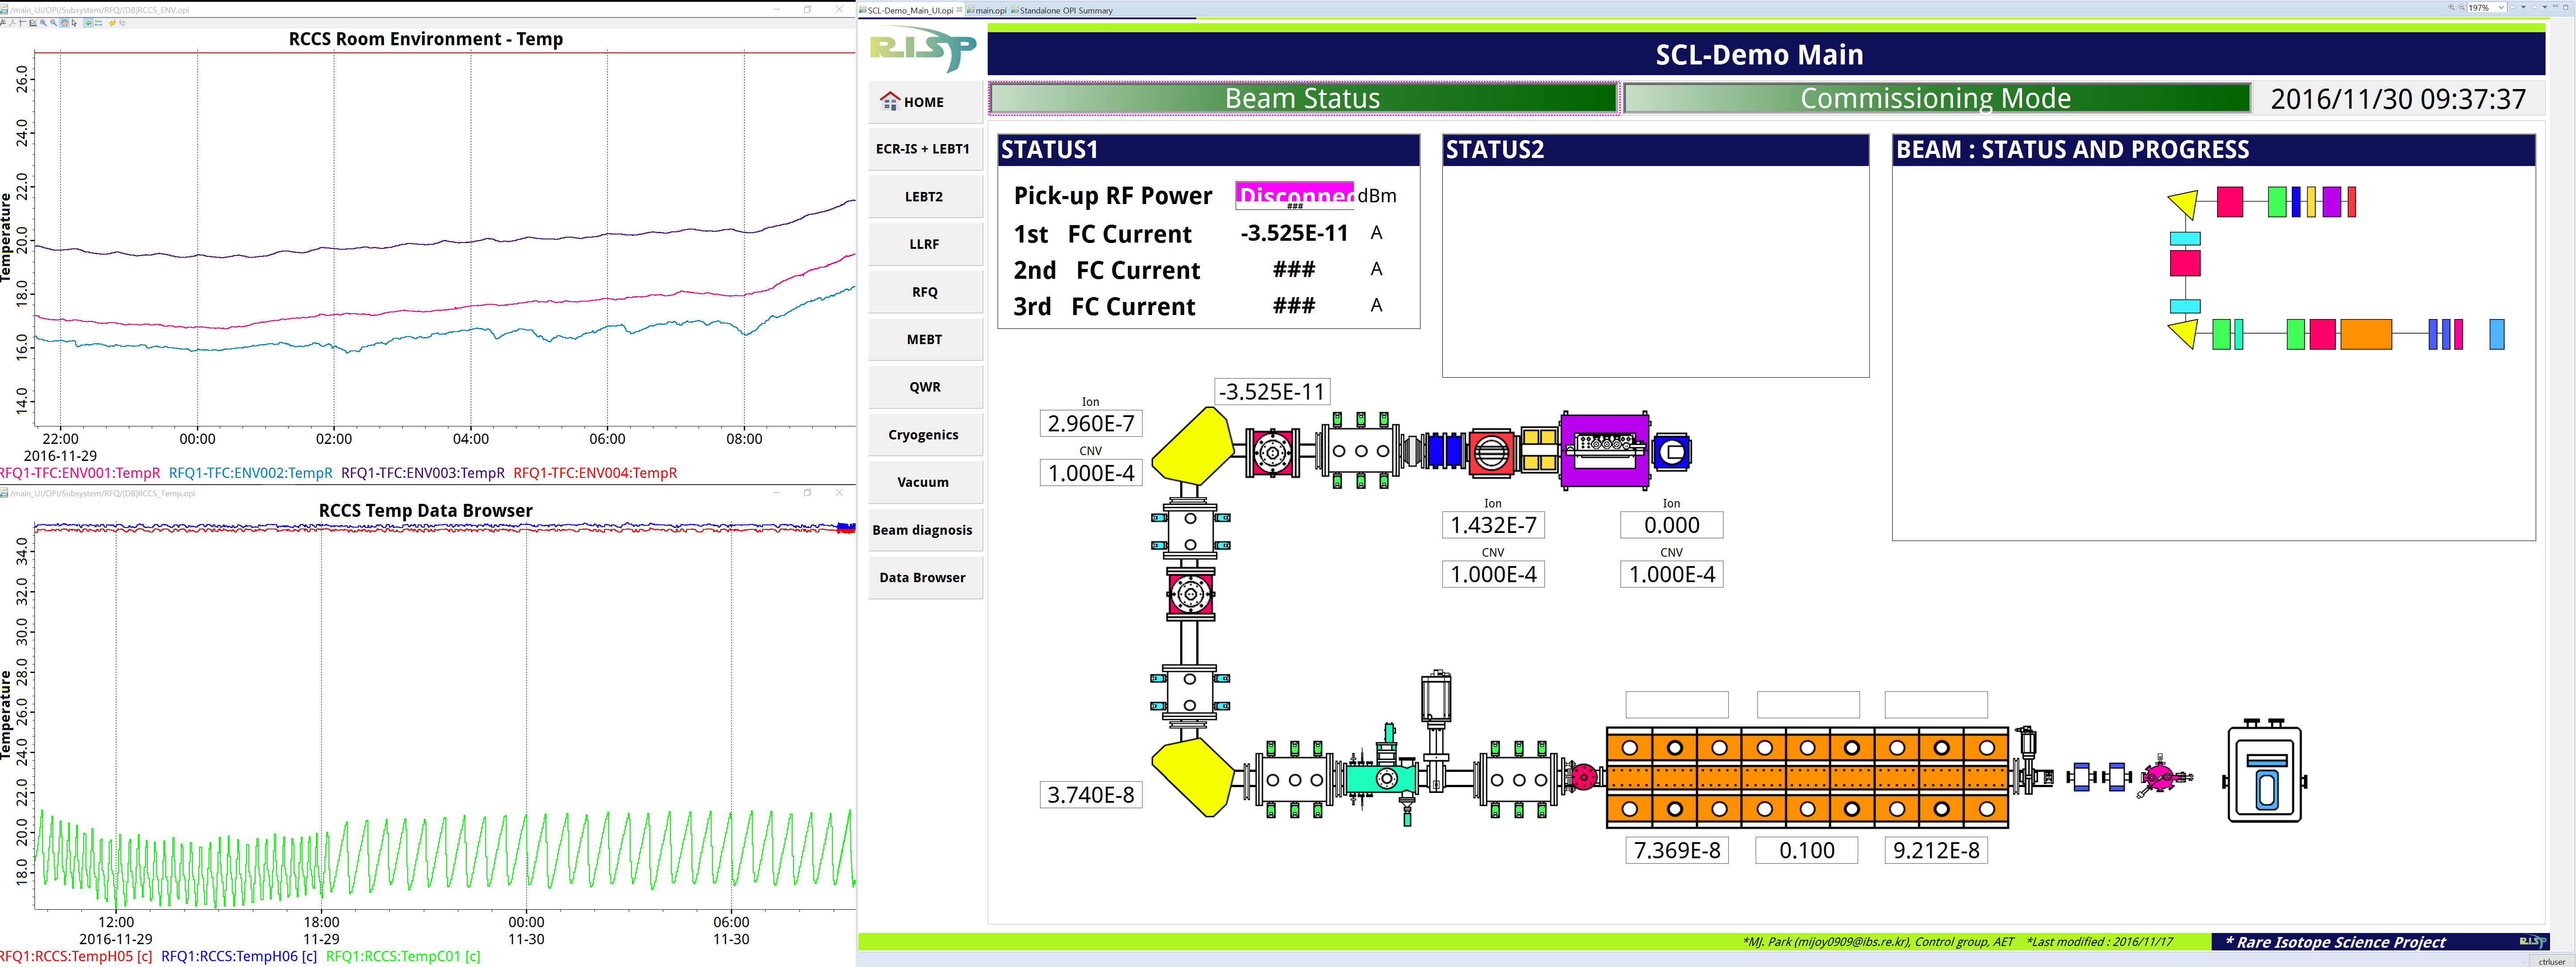 /main_UI/OPI/Subsystem/RFQ/[DB]RCCS_ENV.opi
RCCS Room Environment - Temp
Temperature
26.0
24.0
22.0
20.0
18.0
16.0
14.0
22:00 00:00 02:00 04:00 06:00 08:00
2016-11-29
RFQ1-TFC:ENV001:TempR RFQ1-TFC:ENV002:TempR RFQ1-TFC:ENV003:TempR RFQ1-TFC:ENV004:TempR
/main_UI/OPI/Subsystem/RFQ/[DB]RCCS_Temp.opi
RCCS Temp Data Browser
Temperature
34.0
32.0
30.0
28.0
26.0
24.0
22.0
20.0
18.0
12:00 18:00 00:00 06:00
2016-11-29 11-29 11-30 11-30
RFQ1:RCCS:TempH05 [c] RFQ1:RCCS:TempH06 [c] RFQ1:RCCS:TempC01 [c]
SCL-Demo_Main_UI.opi main.opi Standalone OPI Summary
197%
RISP
SCL-Demo Main
Beam Status Commissioning Mode 2016/11/30 09:37:37
HOME
ECR-IS + LEBT1
LEBT2
LLRF
RFQ
MEBT
QWR
Cryogenics
Vacuum
Beam diagnosis
Data Browser
STATUS1
Pick-up RF Power Disconnec dBm
###
1st FC Current -3.525E-11 A
2nd FC Current ### A
3rd FC Current ### A
STATUS2
BEAM : STATUS AND PROGRESS
-3.525E-11
Ion
2.960E-7
CNV
1.000E-4
Ion
1.432E-7
CNV
1.000E-4
Ion
0.000
CNV
1.000E-4
3.740E-8
7.369E-8 0.100 9.212E-8
*MJ. Park (mijoy0909@ibs.re.kr), Control group, AET *Last modified : 2016/11/17
* Rare Isotope Science Project RISP
ctrluser